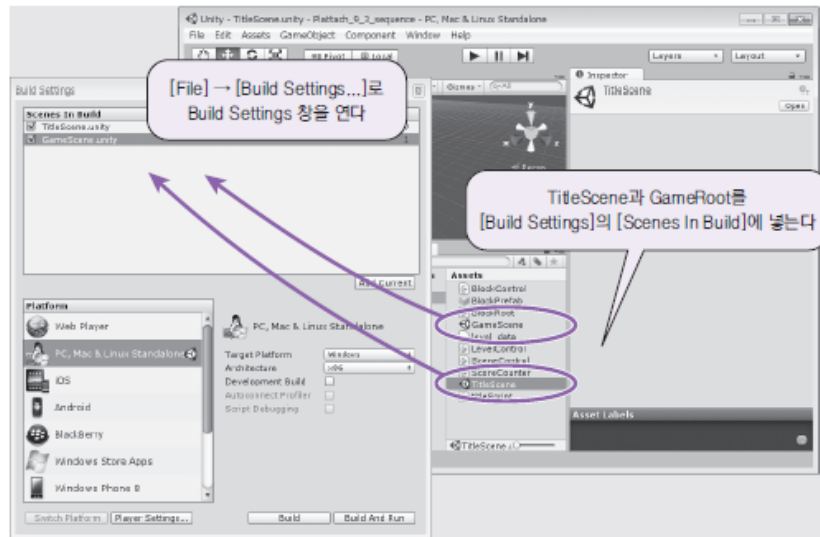 Unity - TitleScene.unity - Plattach_9_2_sequence - PC, Mac & Linux Standalone
File Edit Assets GameObject Component Window Help
Pivot Local
Layers Layout
Build Settings
[File] → [Build Settings...]로
Build Settings 창을 연다
Scenes In Build
TitleScene.unity
GameScene.unity
Gizmos
Inspector
TitleScene
Open
Persp
TitleScene과 GameRoot를
[Build Settings]의 [Scenes In Build]에 넣는다
Add Current
Assets
BlockControl
BlockPrefab
BlockRoot
GameScene
level_data
LevelControl
SceneControl
ScoreCounter
TitleScene
TitleScript
Platform
Web Player
PC, Mac & Linux Standalone
iOS
Android
BlackBerry
Windows Store Apps
Windows Phone 8
PC, Mac & Linux Standalone
Target Platform Windows
Architecture x86
Development Build
Autoconnect Profiler
Script Debugging
Asset Labels
Switch Platform Player Settings... Build Build And Run